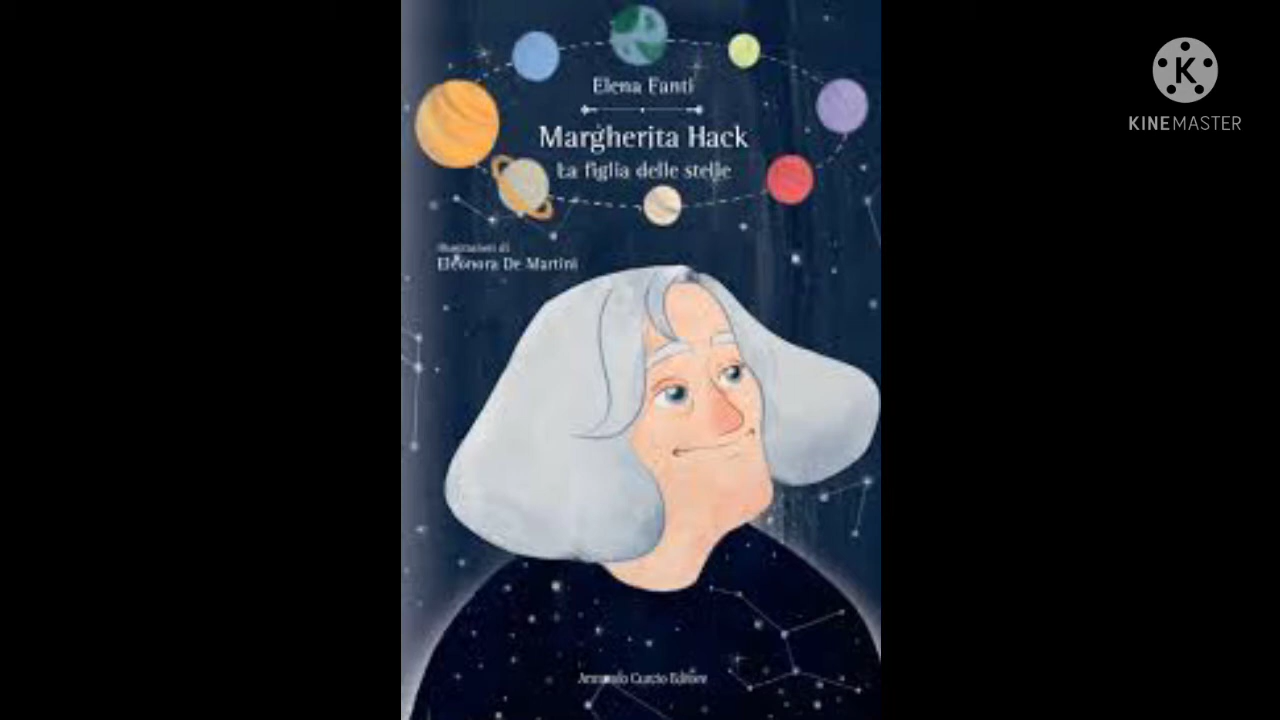 Elena Fanti
Margherita Hack
La figlia delle stelle
Illustrazioni di
Eleonora De Martini
Armando Curcio Editore
K
KINEMASTER